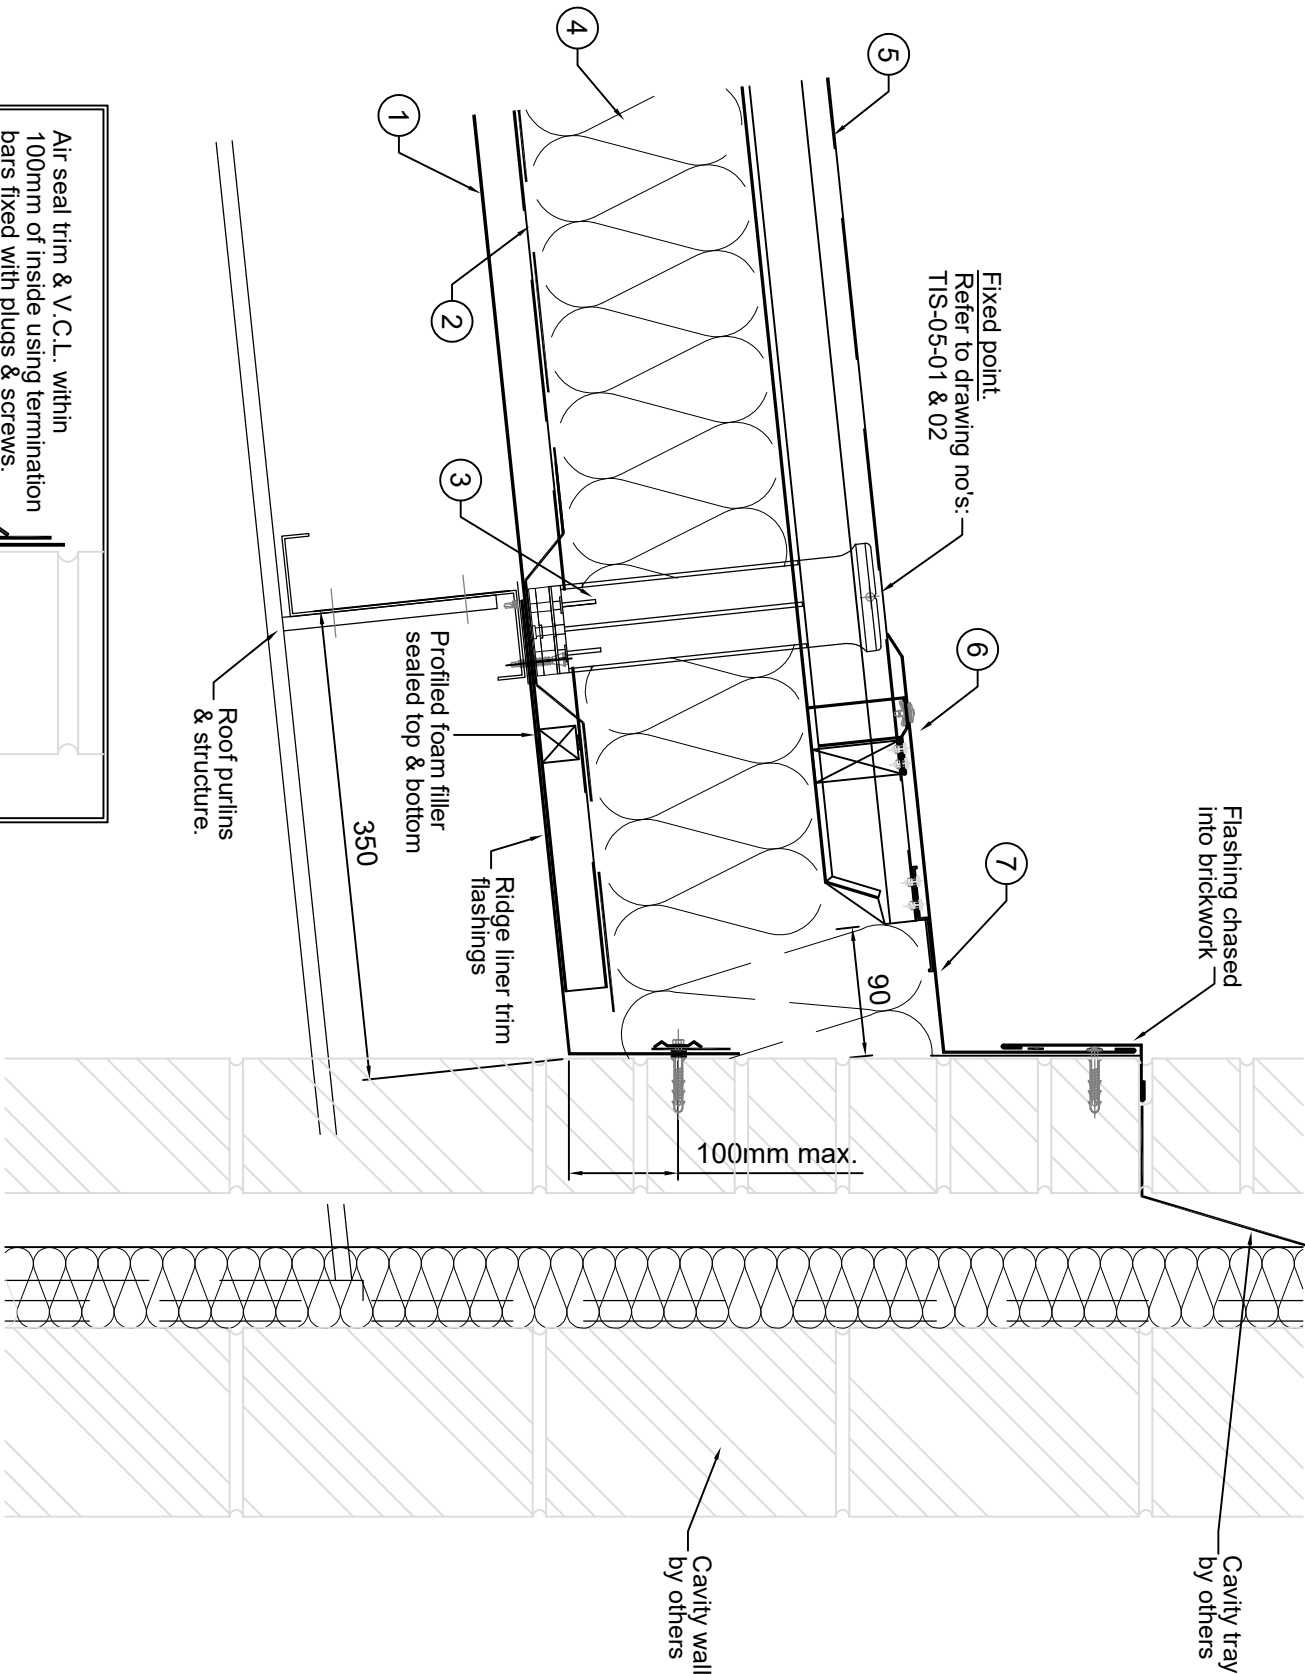 4
5
1
2
3
6
7
Fixed point.
Refer to drawing no's:
TIS-05-01 & 02
Flashing chased
into brickwork
Profiled foam filler
sealed top & bottom
Ridge liner trim
flashings
Roof purlins
& structure.
350
90
100mm max.
Cavity tray
by others
Cavity wall
by others
Air seal trim & V.C.L. within
100mm of inside using termination
bars fixed with plugs & screws.